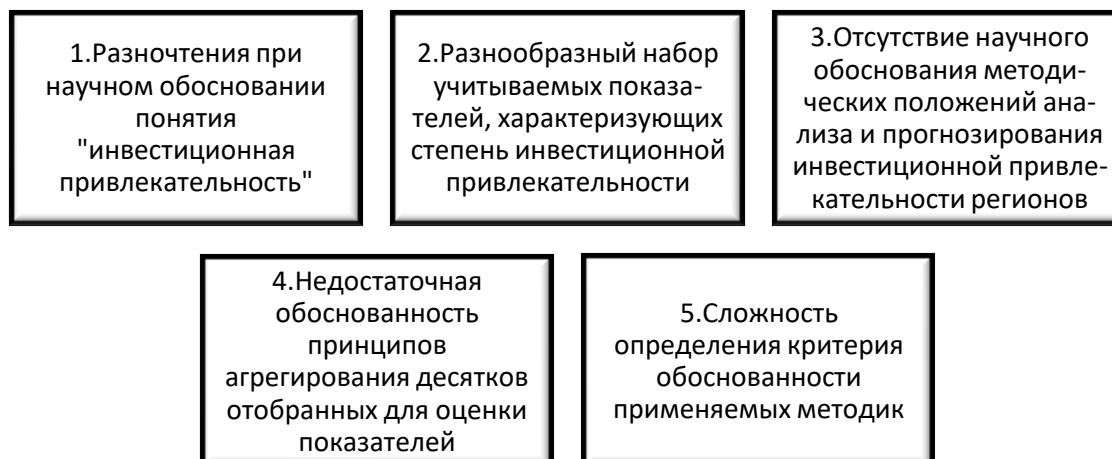 1.Разночтения при
научном обосновании
понятия
"инвестиционная
привлекательность"
2.Разнообразный набор
учитываемых показа-
телей, характеризующих
степень инвестиционной
привлекательности
3.Отсутствие научного
обоснования методи-
ческих положений ана-
лиза и прогнозирования
инвестиционной привле-
кательности регионов
4.Недостаточная
обоснованность
принципов
агрегирования десятков
отобранных для оценки
показателей
5.Сложность
определения критерия
обоснованности
применяемых методик